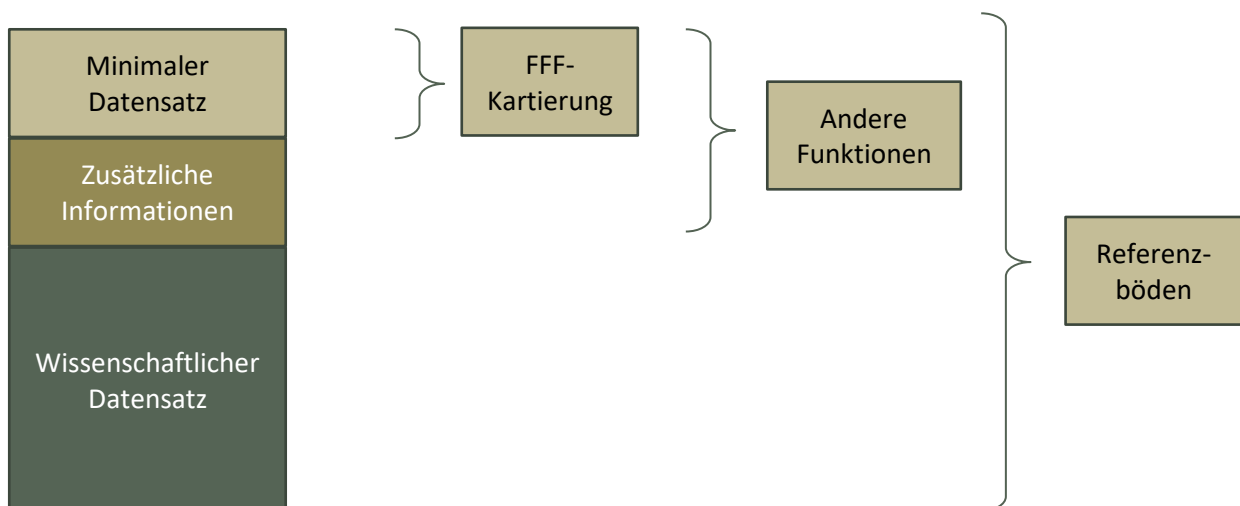 Minimaler
Datensatz
Zusätzliche
Informationen
Wissenschaftlicher
Datensatz
FFF-
Kartierung
Andere
Funktionen
Referenz-
böden